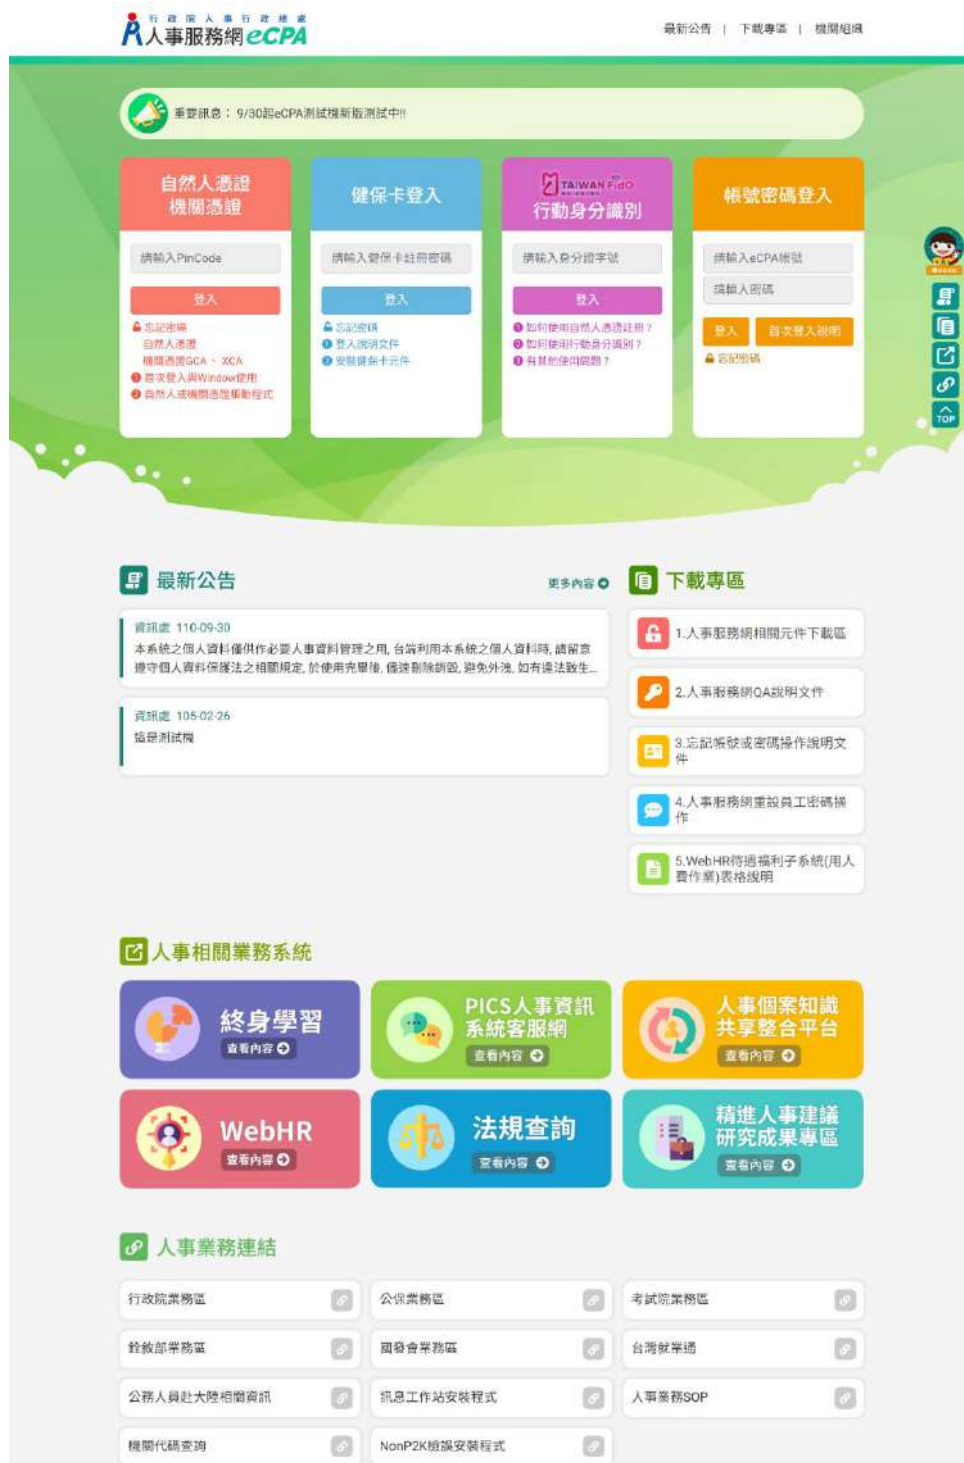 行政院人事行政總處
人事服務網eCPA
最新公告 | 下載專區 | 機關組織
重要訊息：9/30起eCPA測試機新版測試中!!
自然人憑證
機關憑證
請輸入PinCode
登入
忘記密碼
自然人憑證
機關憑證GCA、XCA
❶ 首次登入與Window使用
❷ 自然人或機關憑證驅動程式
健保卡登入
請輸入健保卡註冊密碼
登入
忘記密碼
❶ 登入說明文件
❷ 安裝健保卡元件
TAIWAN FidO
行動身分識別
請輸入身分證字號
登入
❶ 如何使用自然人憑證註冊？
❷ 如何使用行動身分識別？
❸ 有其他使用問題？
帳號密碼登入
請輸入eCPA帳號
請輸入密碼
登入 首次登入說明
忘記密碼
TOP
最新公告
更多內容
資訊處 110-09-30
本系統之個人資料僅供作必要人事資料管理之用, 台端利用本系統之個人資料時, 請留意
遵守個人資料保護法之相關規定, 於使用完畢後, 儘速刪除銷毀, 避免外洩, 如有違法致生...
資訊處 105-02-26
這是測試機
下載專區
1.人事服務網相關元件下載區
2.人事服務網QA說明文件
3.忘記帳號或密碼操作說明文
件
4.人事服務網重設員工密碼操
作
5.WebHR待遇福利子系統(用人
費作業)表格說明
人事相關業務系統
終身學習
查看內容
PICS人事資訊
系統客服網
查看內容
人事個案知識
共享整合平台
查看內容
WebHR
查看內容
法規查詢
查看內容
精進人事建議
研究成果專區
查看內容
人事業務連結
行政院業務區
公保業務區
考試院業務區
銓敘部業務區
國發會業務區
台灣就業通
公務人員赴大陸相關資訊
訊息工作站安裝程式
人事業務SOP
機關代碼查詢
NonP2K檢誤安裝程式